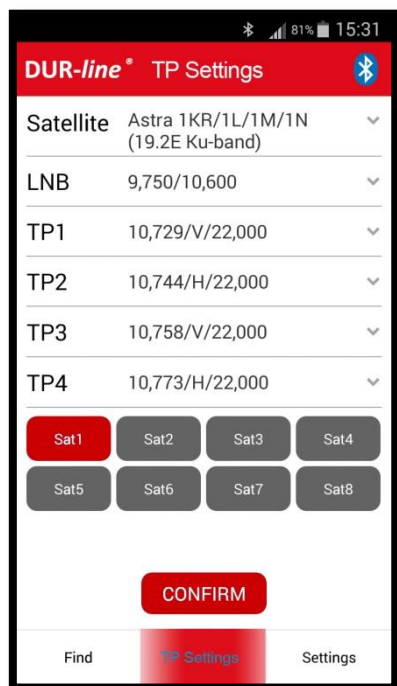 81% 15:31
DUR-line® TP Settings
Satellite Astra 1KR/1L/1M/1N
(19.2E Ku-band)
LNB 9,750/10,600
TP1 10,729/V/22,000
TP2 10,744/H/22,000
TP3 10,758/V/22,000
TP4 10,773/H/22,000
Sat1 Sat2 Sat3 Sat4
Sat5 Sat6 Sat7 Sat8
CONFIRM
Find TP Settings Settings